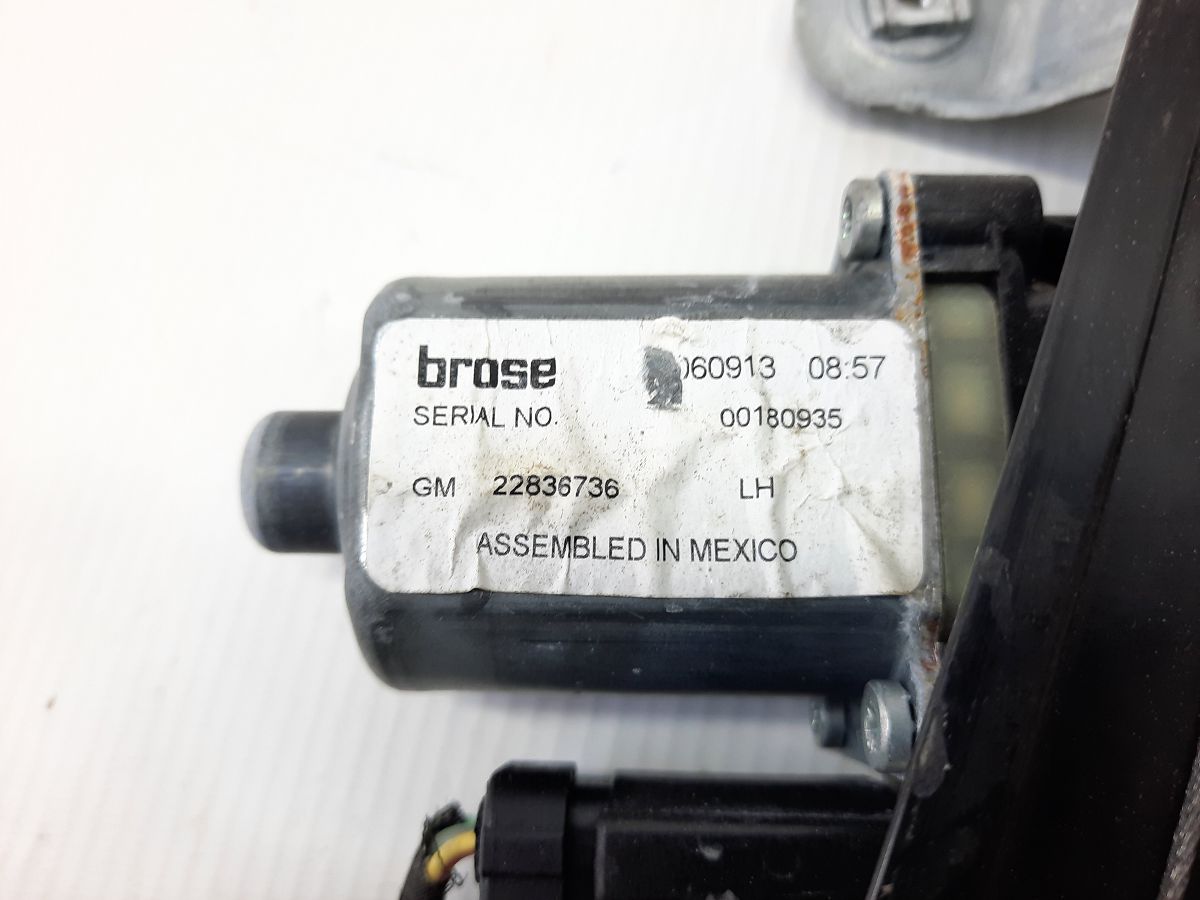 brose 060913 08:57
SERIAL NO. 00180935
GM 22836736 LH
ASSEMBLED IN MEXICO